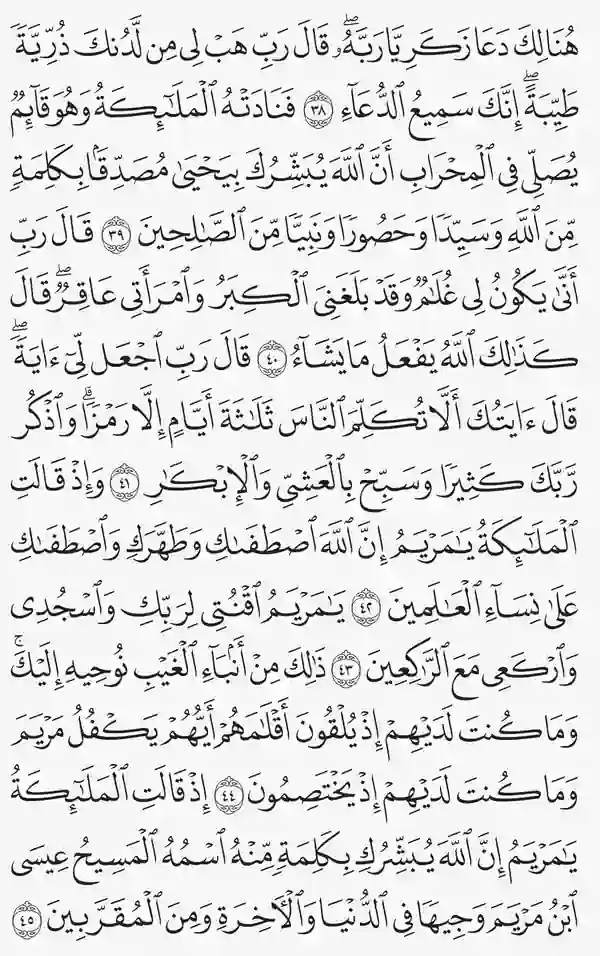 هُنَالِكَ دَعَا زَكَرِيَّا رَبَّهُۥۖ قَالَ رَبِّ هَبْ لِى مِن لَّدُنكَ ذُرِّيَّةً
طَيِّبَةًۖ إِنَّكَ سَمِيعُ ٱلدُّعَآءِ ٣٨ فَنَادَتْهُ ٱلْمَلَـٰٓئِكَةُ وَهُوَ قَآئِمٌ
يُصَلِّى فِى ٱلْمِحْرَابِ أَنَّ ٱللَّهَ يُبَشِّرُكَ بِيَحْيَىٰ مُصَدِّقًۢا بِكَلِمَةٍ
مِّنَ ٱللَّهِ وَسَيِّدًا وَحَصُورًا وَنَبِيًّا مِّنَ ٱلصَّـٰلِحِينَ ٣٩ قَالَ رَبِّ
أَنَّىٰ يَكُونُ لِى غُلَـٰمٌ وَقَدْ بَلَغَنِىَ ٱلْكِبَرُ وَٱمْرَأَتِى عَاقِرٌۖ قَالَ
كَذَٰلِكَ ٱللَّهُ يَفْعَلُ مَا يَشَآءُ ٤٠ قَالَ رَبِّ ٱجْعَل لِّىٓ ءَايَةًۖ
قَالَ ءَايَتُكَ أَلَّا تُكَلِّمَ ٱلنَّاسَ ثَلَـٰثَةَ أَيَّامٍ إِلَّا رَمْزًاۗ وَٱذْكُر
رَّبَّكَ كَثِيرًا وَسَبِّحْ بِٱلْعَشِىِّ وَٱلْإِبْكَـٰرِ ٤١ وَإِذْ قَالَتِ
ٱلْمَلَـٰٓئِكَةُ يَـٰمَرْيَمُ إِنَّ ٱللَّهَ ٱصْطَفَىٰكِ وَطَهَّرَكِ وَٱصْطَفَىٰكِ
عَلَىٰ نِسَآءِ ٱلْعَـٰلَمِينَ ٤٢ يَـٰمَرْيَمُ ٱقْنُتِى لِرَبِّكِ وَٱسْجُدِى
وَٱرْكَعِى مَعَ ٱلرَّٰكِعِينَ ٤٣ ذَٰلِكَ مِنْ أَنۢبَآءِ ٱلْغَيْبِ نُوحِيهِ إِلَيْكَۚ
وَمَا كُنتَ لَدَيْهِمْ إِذْ يُلْقُونَ أَقْلَـٰمَهُمْ أَيُّهُمْ يَكْفُلُ مَرْيَمَ
وَمَا كُنتَ لَدَيْهِمْ إِذْ يَخْتَصِمُونَ ٤٤ إِذْ قَالَتِ ٱلْمَلَـٰٓئِكَةُ
يَـٰمَرْيَمُ إِنَّ ٱللَّهَ يُبَشِّرُكِ بِكَلِمَةٍ مِّنْهُ ٱسْمُهُ ٱلْمَسِيحُ عِيسَى
ٱبْنُ مَرْيَمَ وَجِيهًا فِى ٱلدُّنْيَا وَٱلْـَٔاخِرَةِ وَمِنَ ٱلْمُقَرَّبِينَ ٤٥